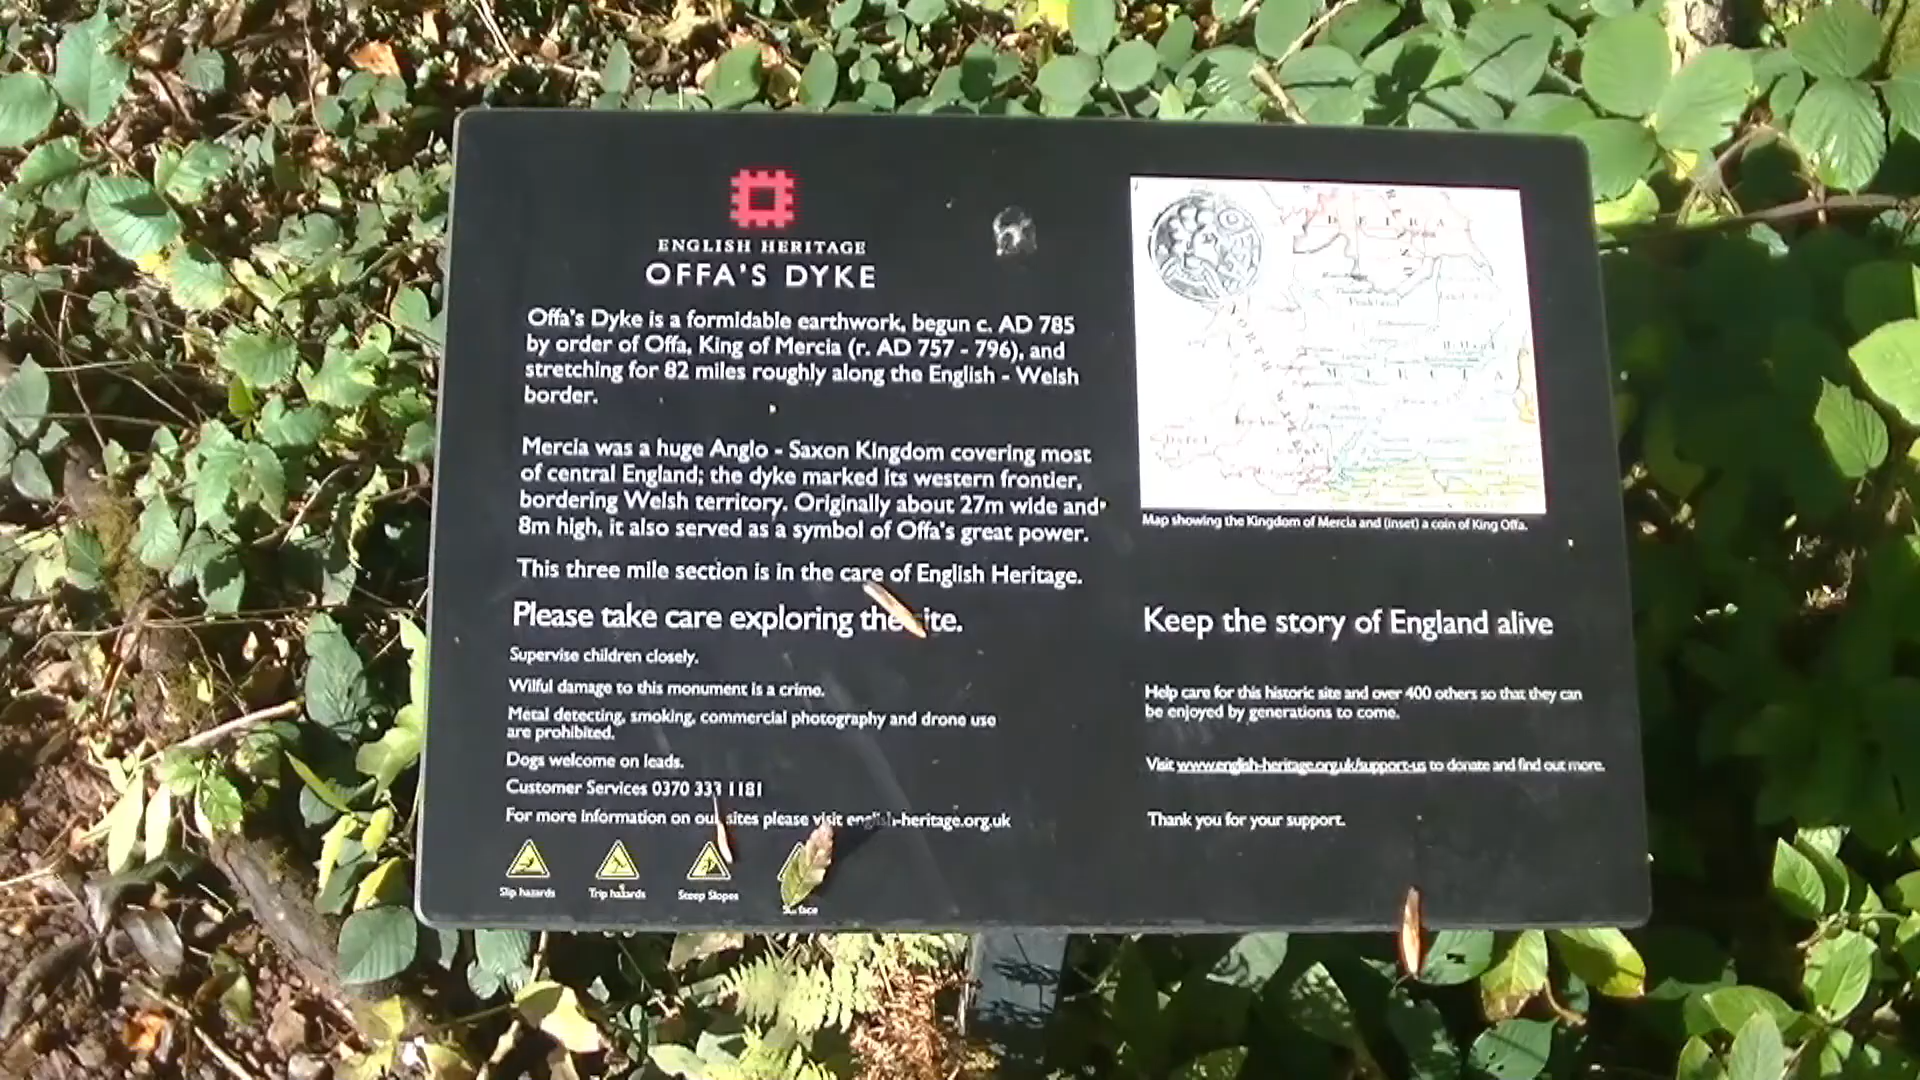 ENGLISH HERITAGE
OFFA'S DYKE
Offa's Dyke is a formidable earthwork, begun c. AD 785
by order of Offa, King of Mercia (r. AD 757 - 796), and
stretching for 82 miles roughly along the English - Welsh
border.
Mercia was a huge Anglo - Saxon Kingdom covering most
of central England; the dyke marked its western frontier,
bordering Welsh territory. Originally about 27m wide and
8m high, it also served as a symbol of Offa's great power.
This three mile section is in the care of English Heritage.
Please take care exploring the site.
Supervise children closely.
Wilful damage to this monument is a crime.
Metal detecting, smoking, commercial photography and drone use
are prohibited.
Dogs welcome on leads.
Customer Services 0370 333 1181
For more information on our sites please visit english-heritage.org.uk
Slip hazards
Trip hazards
Steep Slopes
Surface
DEIRA
MERCIA
Map showing the Kingdom of Mercia and (inset) a coin of King Offa.
Keep the story of England alive
Help care for this historic site and over 400 others so that they can
be enjoyed by generations to come.
Visit www.english-heritage.org.uk/support-us to donate and find out more.
Thank you for your support.